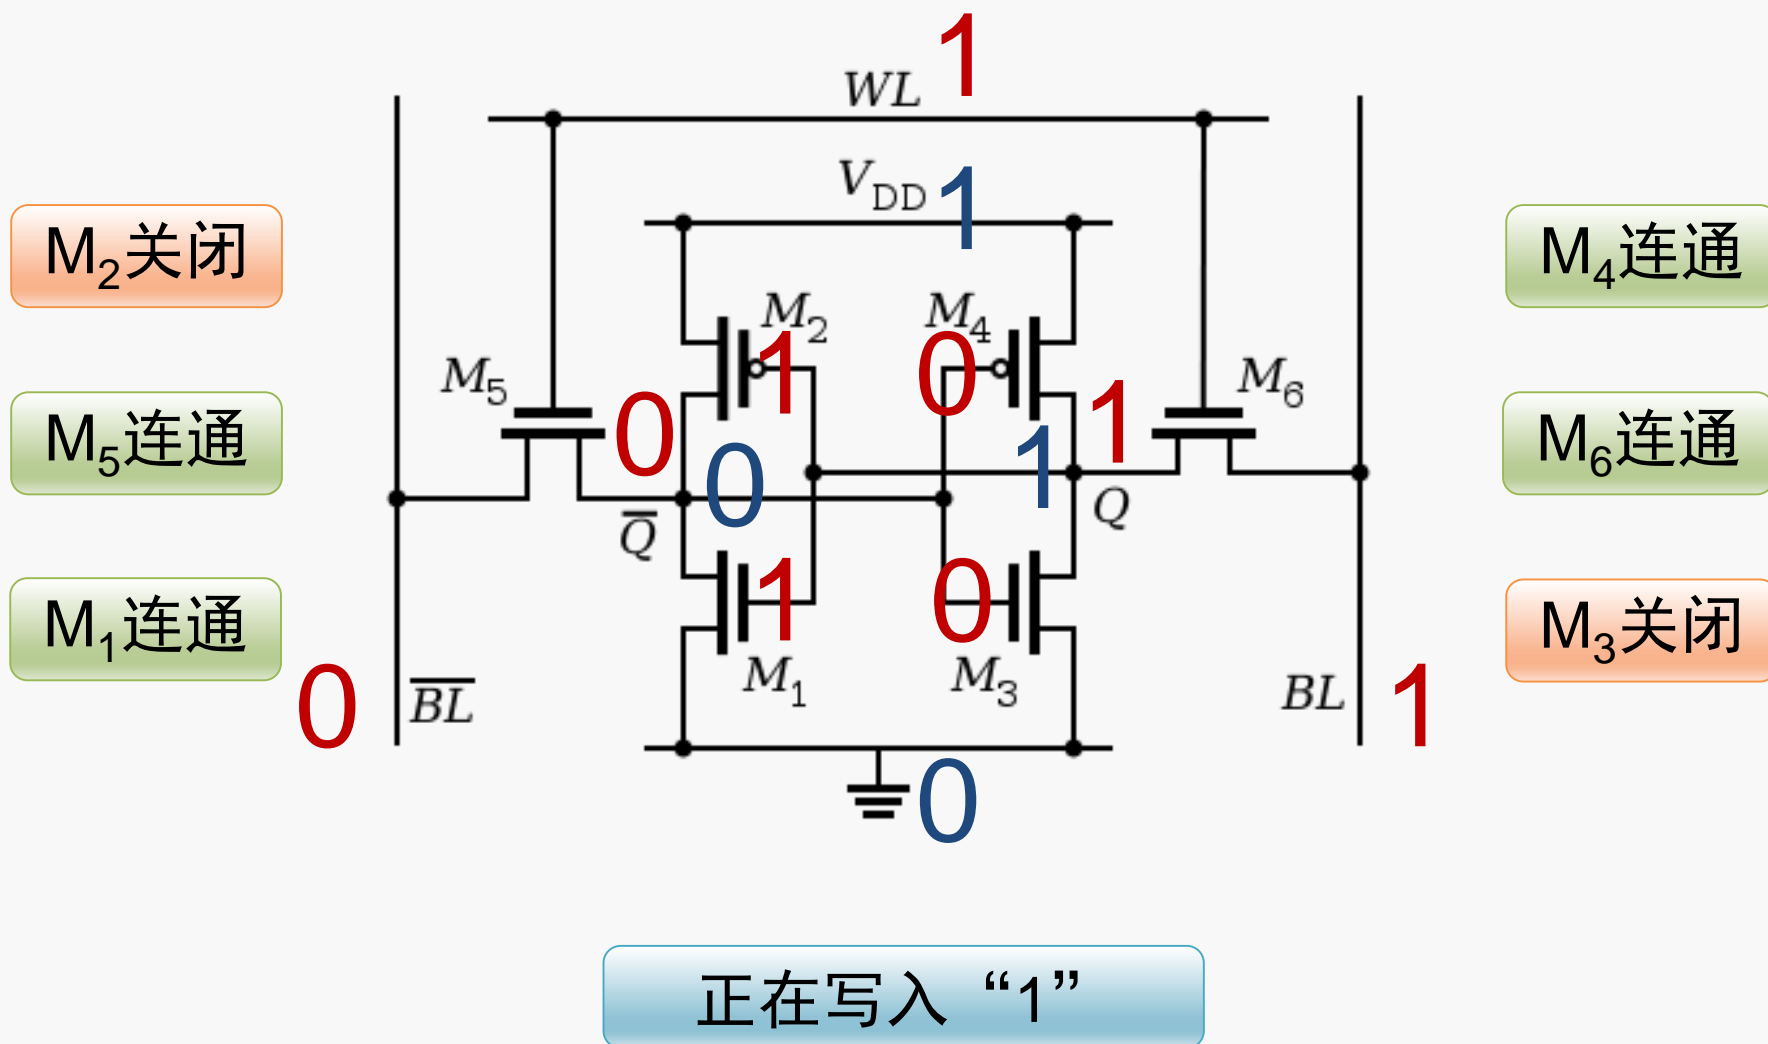 WL 1
V_DD 1
M₂关闭
M₄连通
M₂ M₄
1 0
M₅ M₆
0 1
M₅连通
M₆连通
0 1
Q̅ Q
1 0
M₁连通
M₃关闭
M₁ M₃
0 B̅L̅
BL 1
0
正在写入 “1”